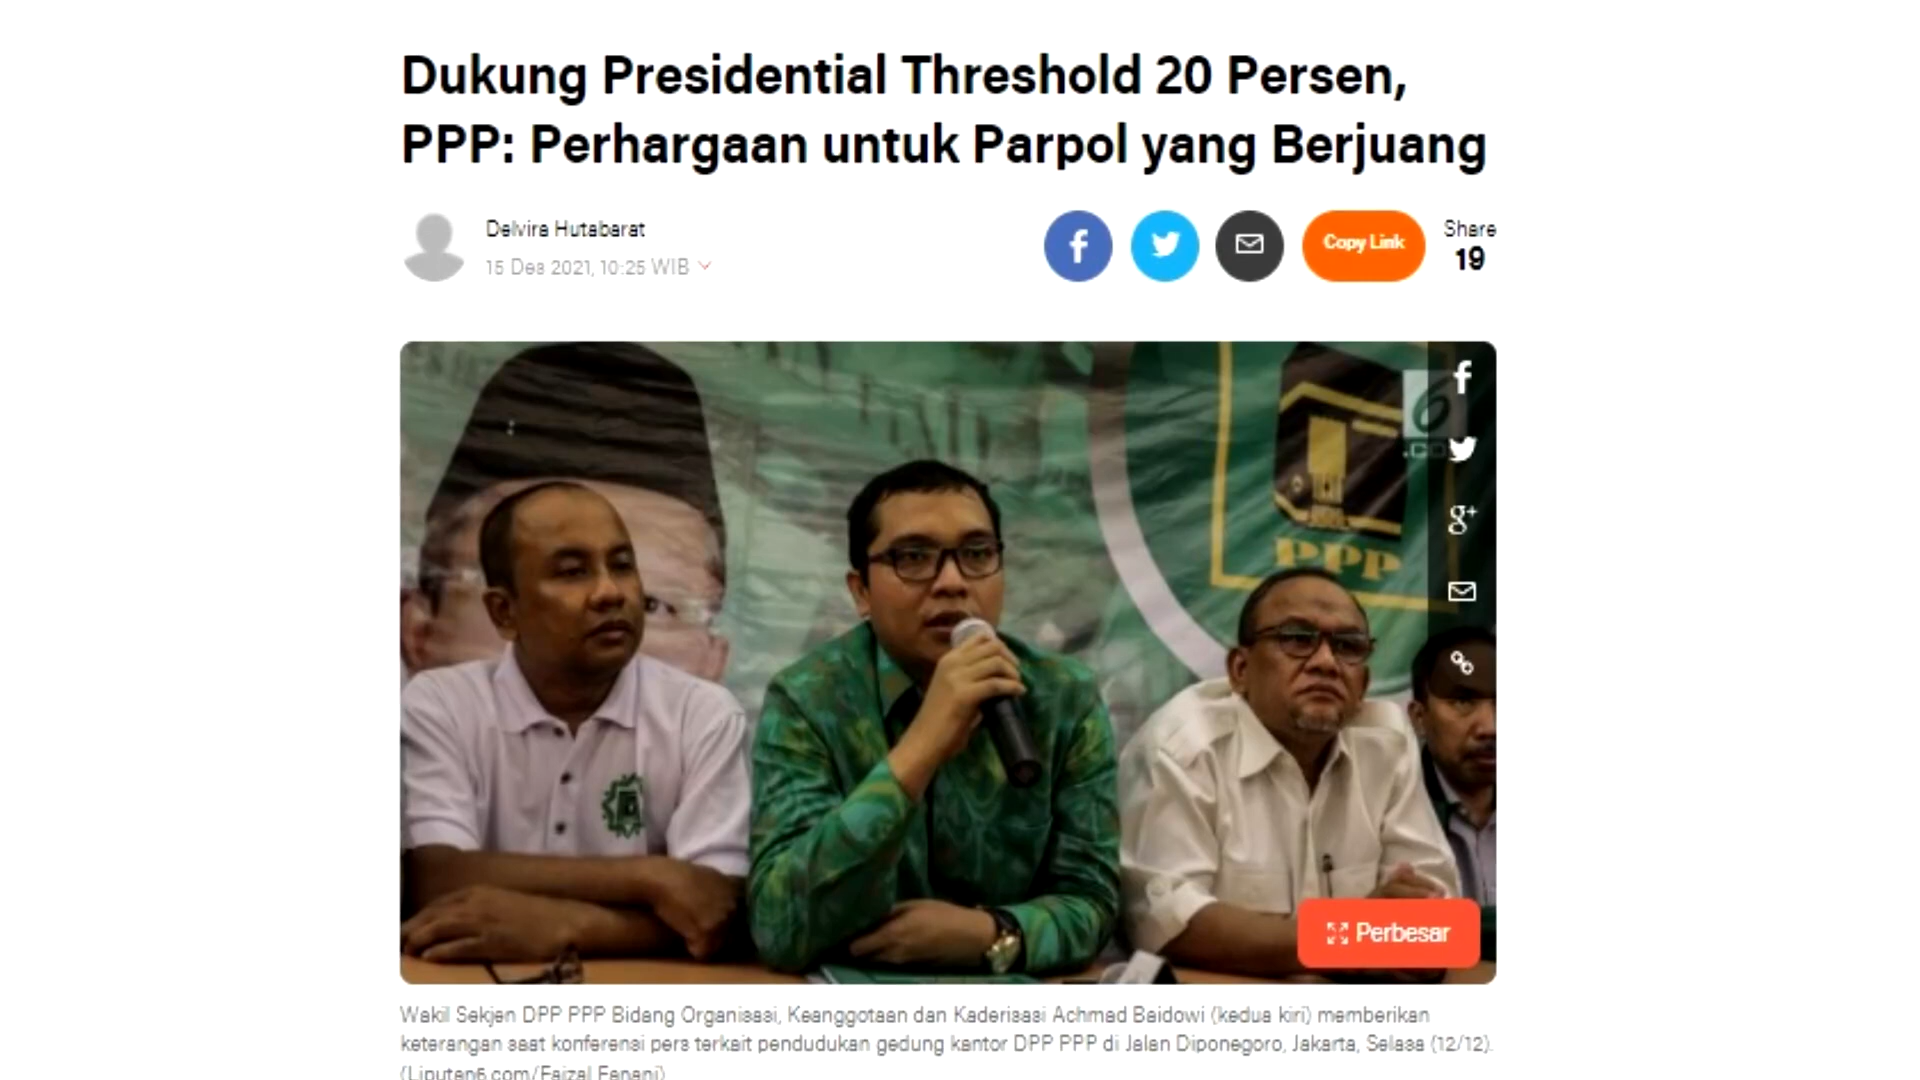 Dukung Presidential Threshold 20 Persen,
PPP: Perhargaan untuk Parpol yang Berjuang
Delvira Hutabarat
15 Des 2021, 10:25 WIB
Copy Link
Share
19
6
PPP
Perbesar
Wakil Sekjen DPP PPP Bidang Organisasi, Keanggotaan dan Kaderisasi Achmad Baidowi (kedua kiri) memberikan
keterangan saat konferensi pers terkait pendudukan gedung kantor DPP PPP di Jalan Diponegoro, Jakarta, Selasa (12/12).
(Liputan6.com/Faizal Fanani)